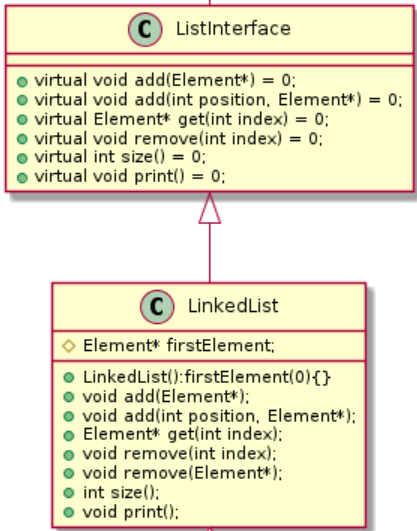 C ListInterface
virtual void add(Element*) = 0;
virtual void add(int position, Element*) = 0;
virtual Element* get(int index) = 0;
virtual void remove(int index) = 0;
virtual int size() = 0;
virtual void print() = 0;
C LinkedList
Element* firstElement;
LinkedList():firstElement(0){}
void add(Element*);
void add(int position, Element*);
Element* get(int index);
void remove(int index);
void remove(Element*);
int size();
void print();